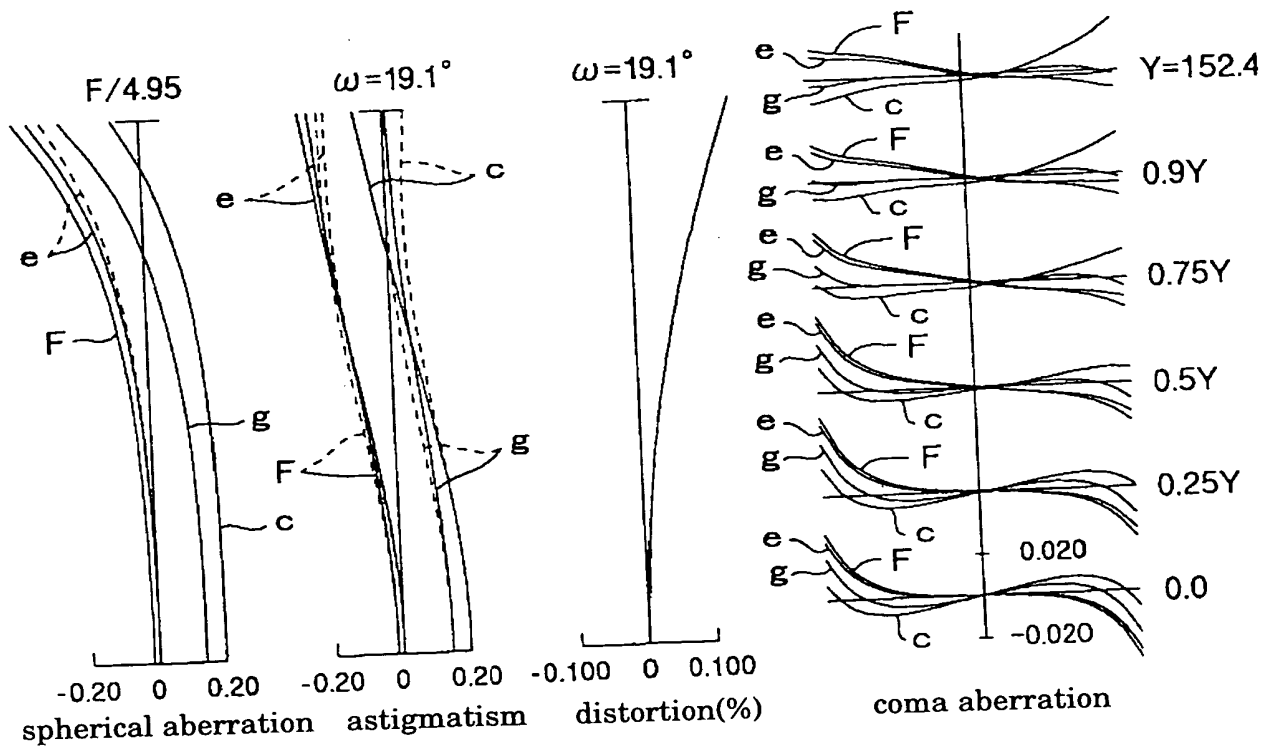 F/4.95
e
F
g
c
-0.20 0 0.20
spherical aberration
ω=19.1°
e
c
F
g
-0.20 0 0.20
astigmatism
ω=19.1°
-0.100 0 0.100
distortion(%)
F
e
g
c
Y=152.4
F
e
g
c
0.9Y
e
F
g
c
0.75Y
e
F
g
c
0.5Y
e
F
g
c
0.25Y
e
F
g
c
0.020
0.0
-0.020
coma aberration